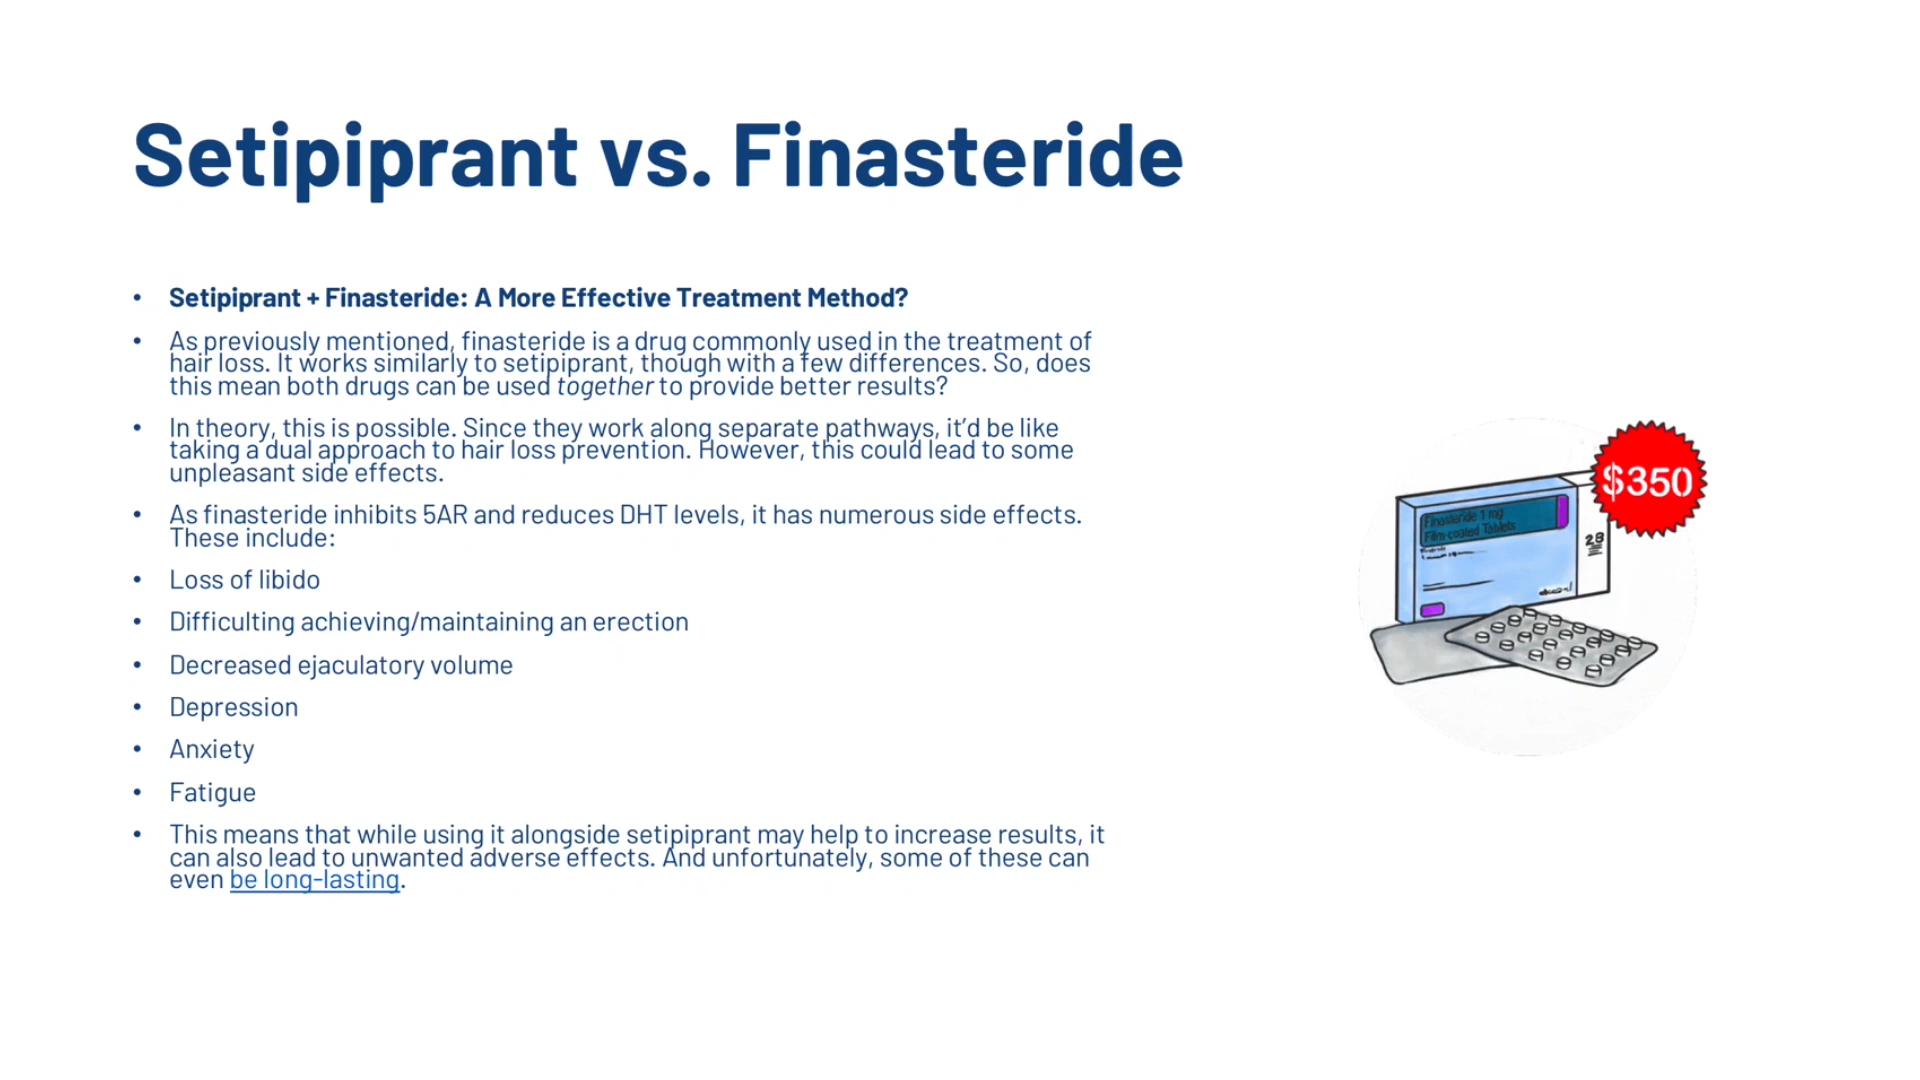 Setipiprant vs. Finasteride
• Setipiprant + Finasteride: A More Effective Treatment Method?
• As previously mentioned, finasteride is a drug commonly used in the treatment of
hair loss. It works similarly to setipiprant, though with a few differences. So, does
this mean both drugs can be used together to provide better results?
• In theory, this is possible. Since they work along separate pathways, it’d be like
taking a dual approach to hair loss prevention. However, this could lead to some
unpleasant side effects.
• As finasteride inhibits 5AR and reduces DHT levels, it has numerous side effects.
These include:
• Loss of libido
• Difficulting achieving/maintaining an erection
• Decreased ejaculatory volume
• Depression
• Anxiety
• Fatigue
• This means that while using it alongside setipiprant may help to increase results, it
can also lead to unwanted adverse effects. And unfortunately, some of these can
even be long-lasting.
$350
Finasteride 1 mg
Film-coated Tablets
28